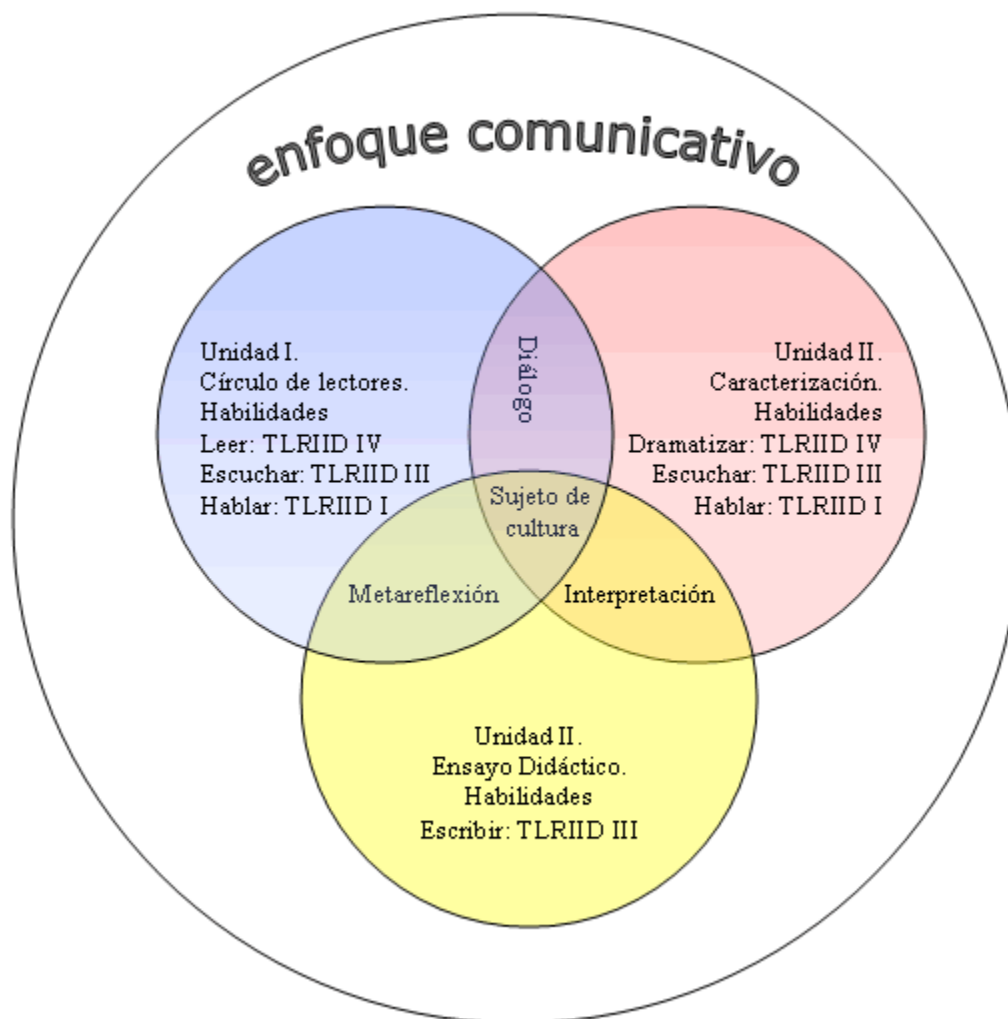 enfoque comunicativo
Unidad I.
Círculo de lectores.
Habilidades
Leer: TLRIID IV
Escuchar: TLRIID III
Hablar: TLRIID I
Diálogo
Unidad II.
Caracterización.
Habilidades
Dramatizar: TLRIID IV
Escuchar: TLRIID III
Hablar: TLRIID I
Sujeto de
cultura
Metareflexión
Interpretación
Unidad II.
Ensayo Didáctico.
Habilidades
Escribir: TLRIID III